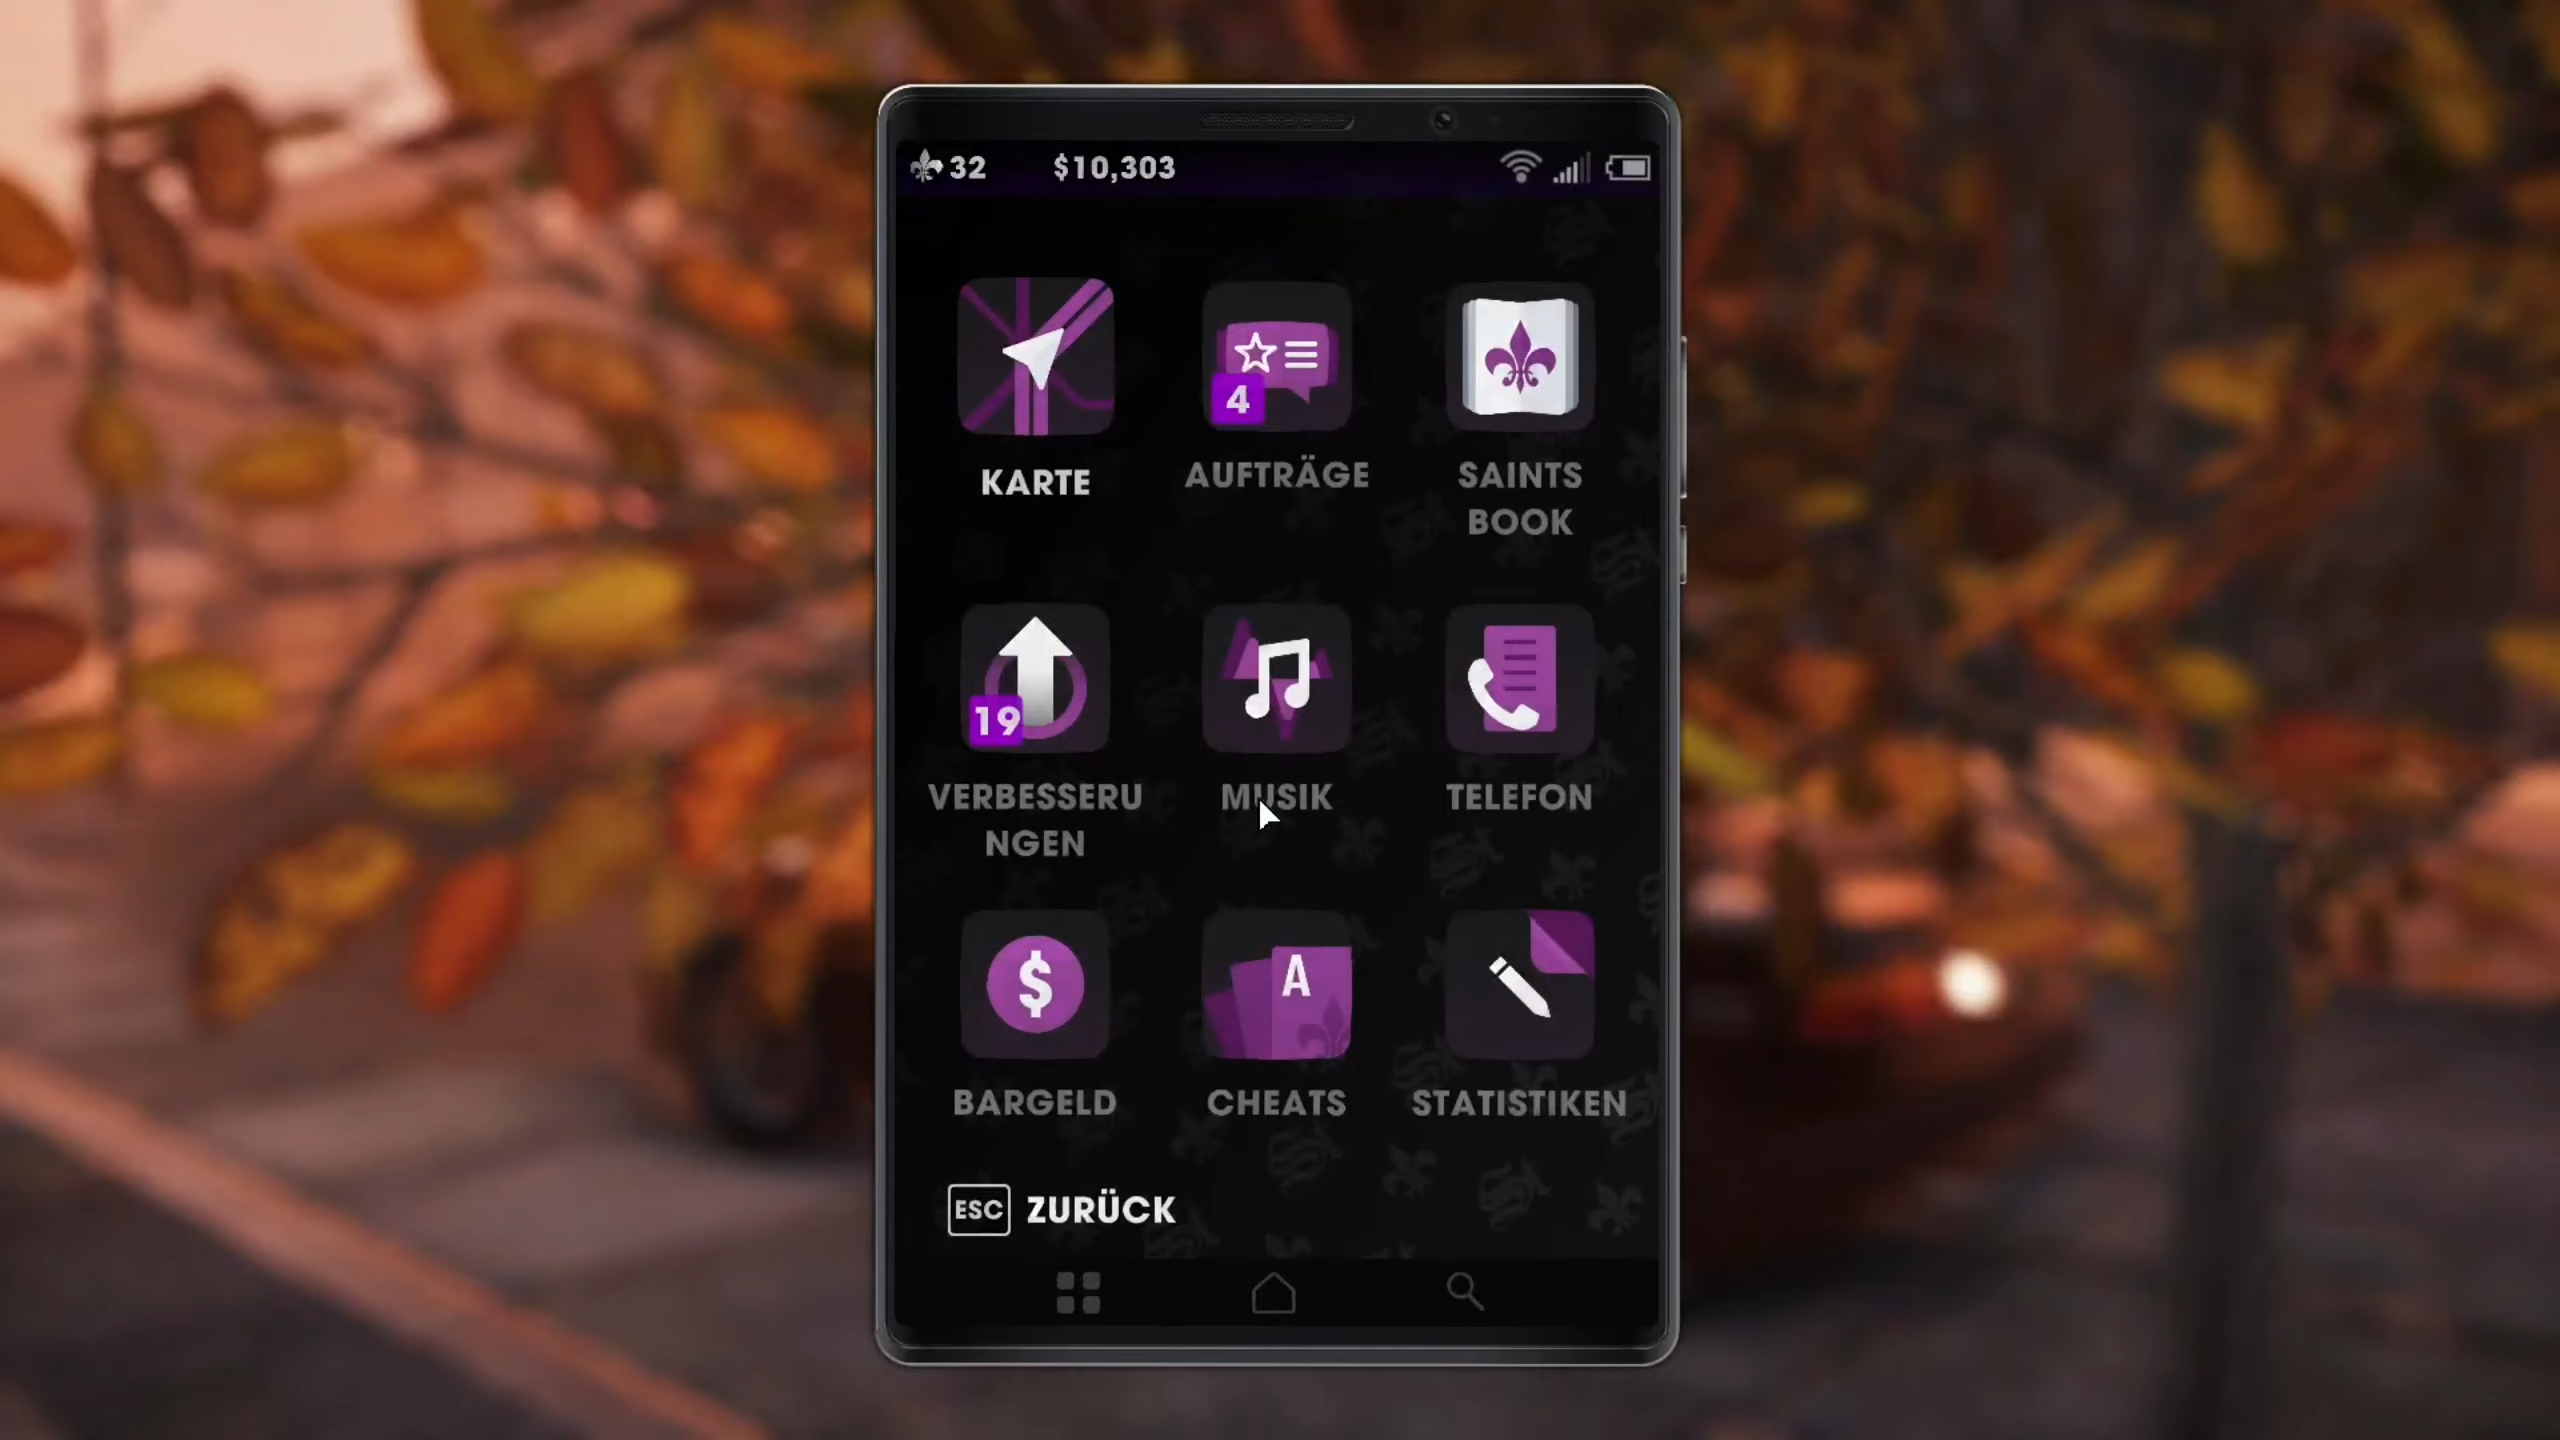 32 $10,303
KARTE
4
AUFTRÄGE
SAINTS
BOOK
19
VERBESSERU
NGEN
MUSIK
TELEFON
$
BARGELD
A
CHEATS
STATISTIKEN
ESC ZURÜCK